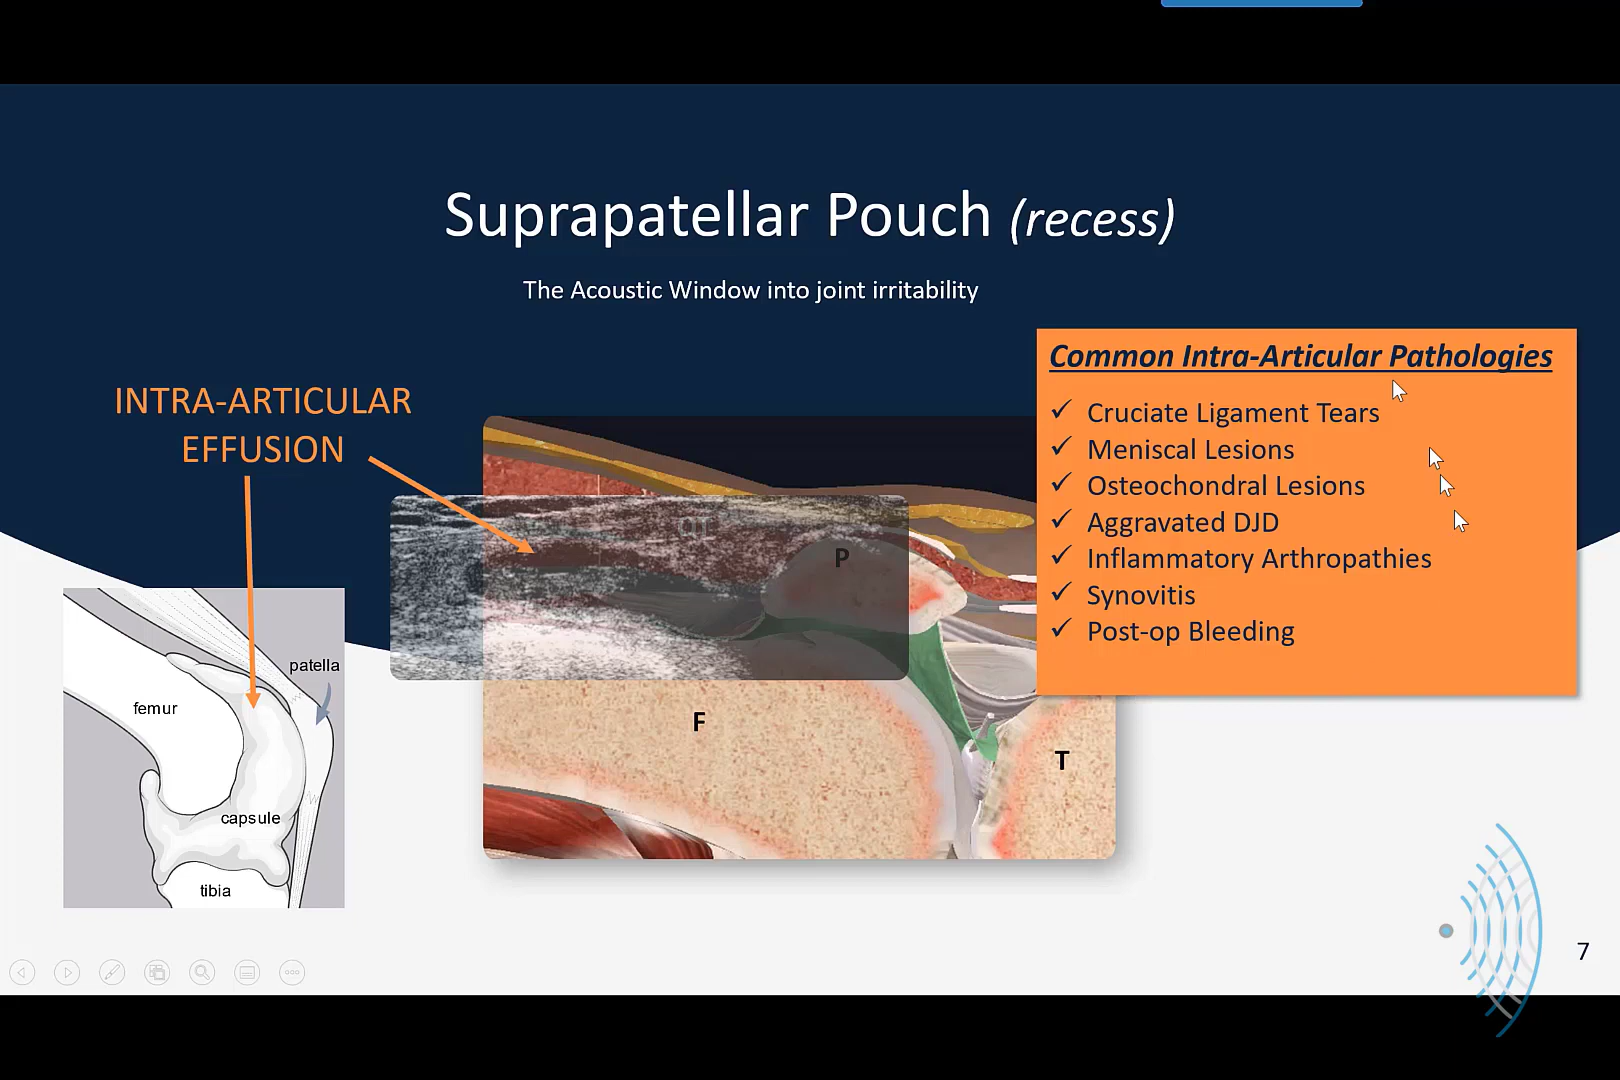 Suprapatellar Pouch (recess)
The Acoustic Window into joint irritability
INTRA-ARTICULAR
EFFUSION
Common Intra-Articular Pathologies
✓ Cruciate Ligament Tears
✓ Meniscal Lesions
✓ Osteochondral Lesions
✓ Aggravated DJD
✓ Inflammatory Arthropathies
✓ Synovitis
✓ Post-op Bleeding
QT
P
F
T
patella
femur
capsule
tibia
7